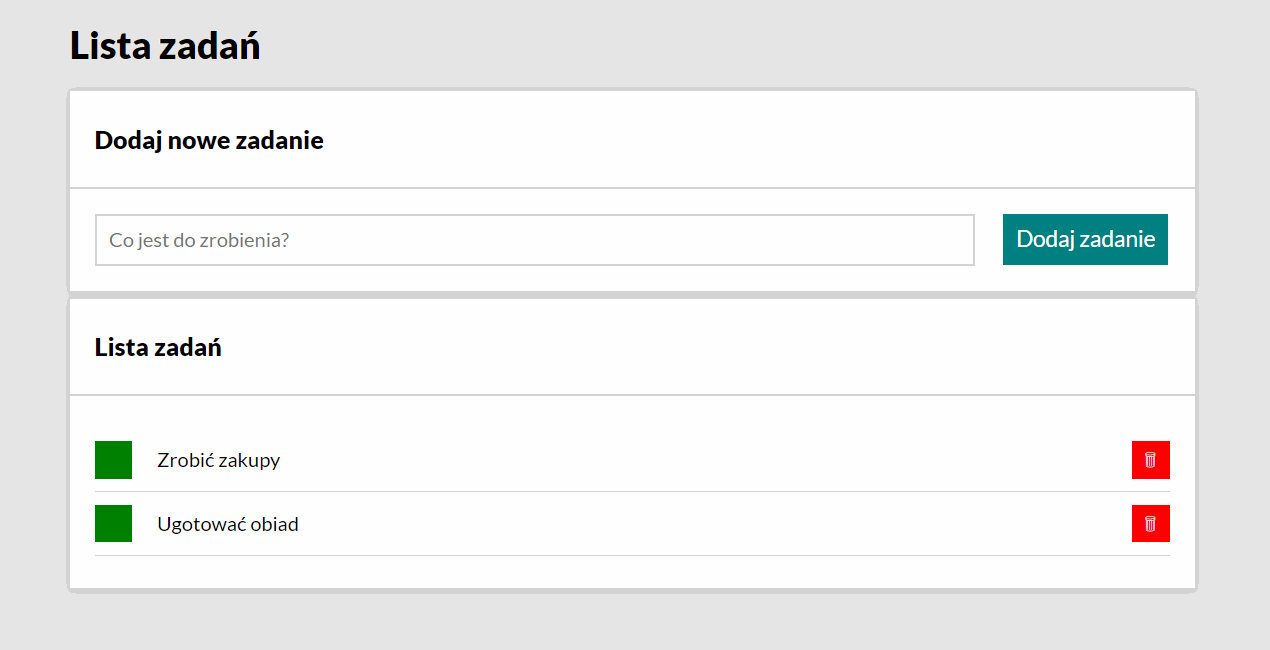 Lista zadań
Dodaj nowe zadanie
Co jest do zrobienia?
Dodaj zadanie
Lista zadań
Zrobić zakupy
Ugotować obiad